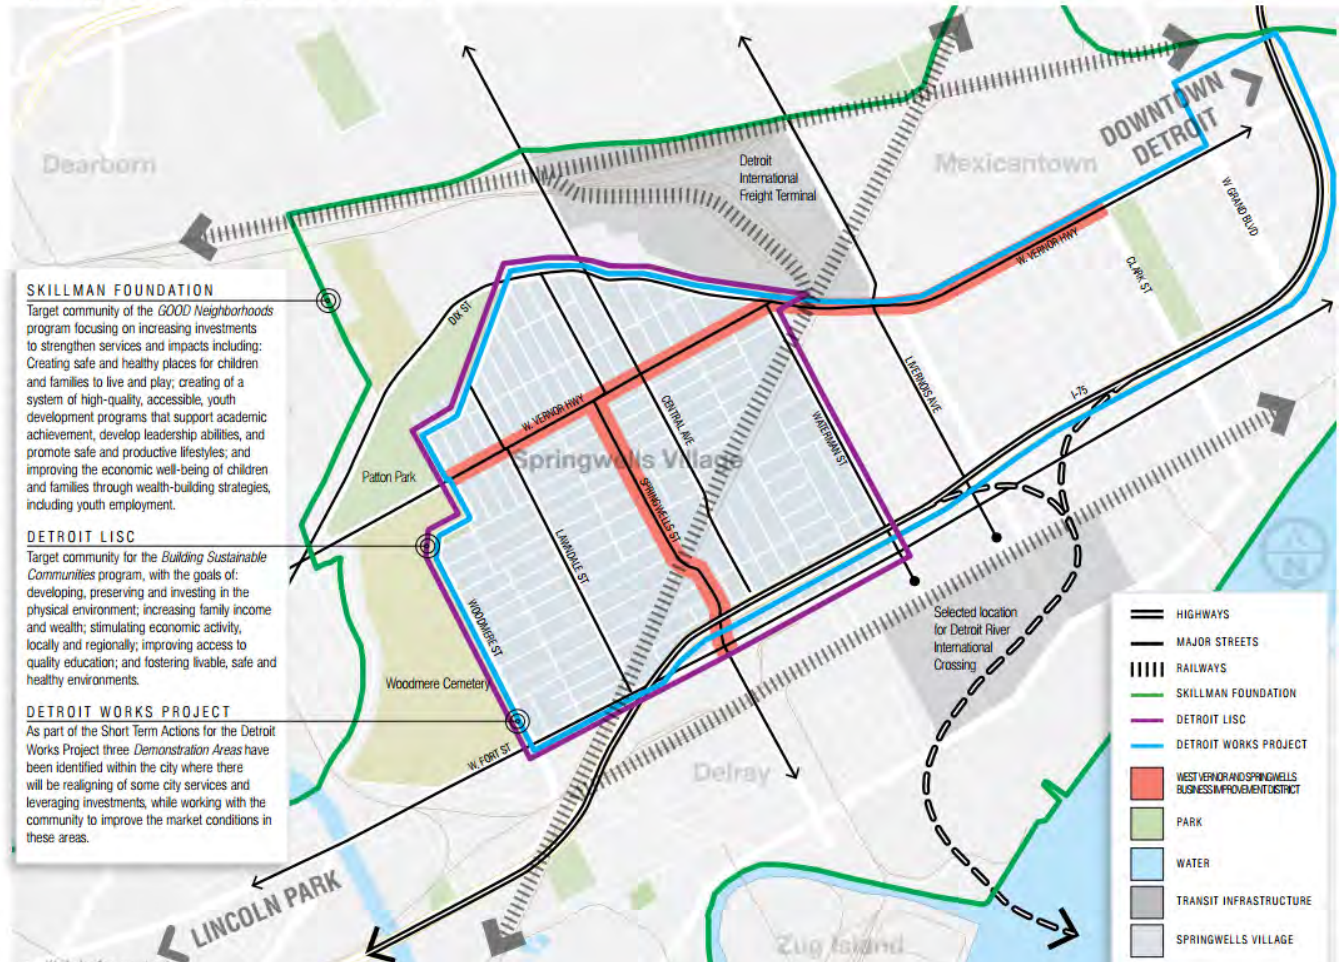 Dearborn
Mexicantown
DOWNTOWN
DETROIT
Detroit
International
Freight Terminal
W GRAND BLVD
W. VERNOR HWY
CLARK ST
SKILLMAN FOUNDATION
Target community of the GOOD Neighborhoods
program focusing on increasing investments
to strengthen services and impacts including:
Creating safe and healthy places for children
and families to live and play; creating of a
system of high-quality, accessible, youth
development programs that support academic
achievement, develop leadership abilities, and
promote safe and productive lifestyles; and
improving the economic well-being of children
and families through wealth-building strategies,
including youth employment.
DETROIT LISC
Target community for the Building Sustainable
Communities program, with the goals of:
developing, preserving and investing in the
physical environment; increasing family income
and wealth; stimulating economic activity,
locally and regionally; improving access to
quality education; and fostering livable, safe and
healthy environments.
DETROIT WORKS PROJECT
As part of the Short Term Actions for the Detroit
Works Project three Demonstration Areas have
been identified within the city where there
will be realigning of some city services and
leveraging investments, while working with the
community to improve the market conditions in
these areas.
DIX ST
LIVERNOIS AVE
I-75
W. VERNOR HWY
CENTRAL AVE
WATERMAN ST
Springwells Village
Patton Park
SPRINGWELLS ST
LAWNDALE ST
WOODMERE ST
Woodmere Cemetery
W. FORT ST
Selected location
for Detroit River
International
Crossing
Delray
N
LINCOLN PARK
Zug Island
HIGHWAYS
MAJOR STREETS
RAILWAYS
SKILLMAN FOUNDATION
DETROIT LISC
DETROIT WORKS PROJECT
WEST VERNOR AND SPRINGWELLS
BUSINESS IMPROVEMENT DISTRICT
PARK
WATER
TRANSIT INFRASTRUCTURE
SPRINGWELLS VILLAGE